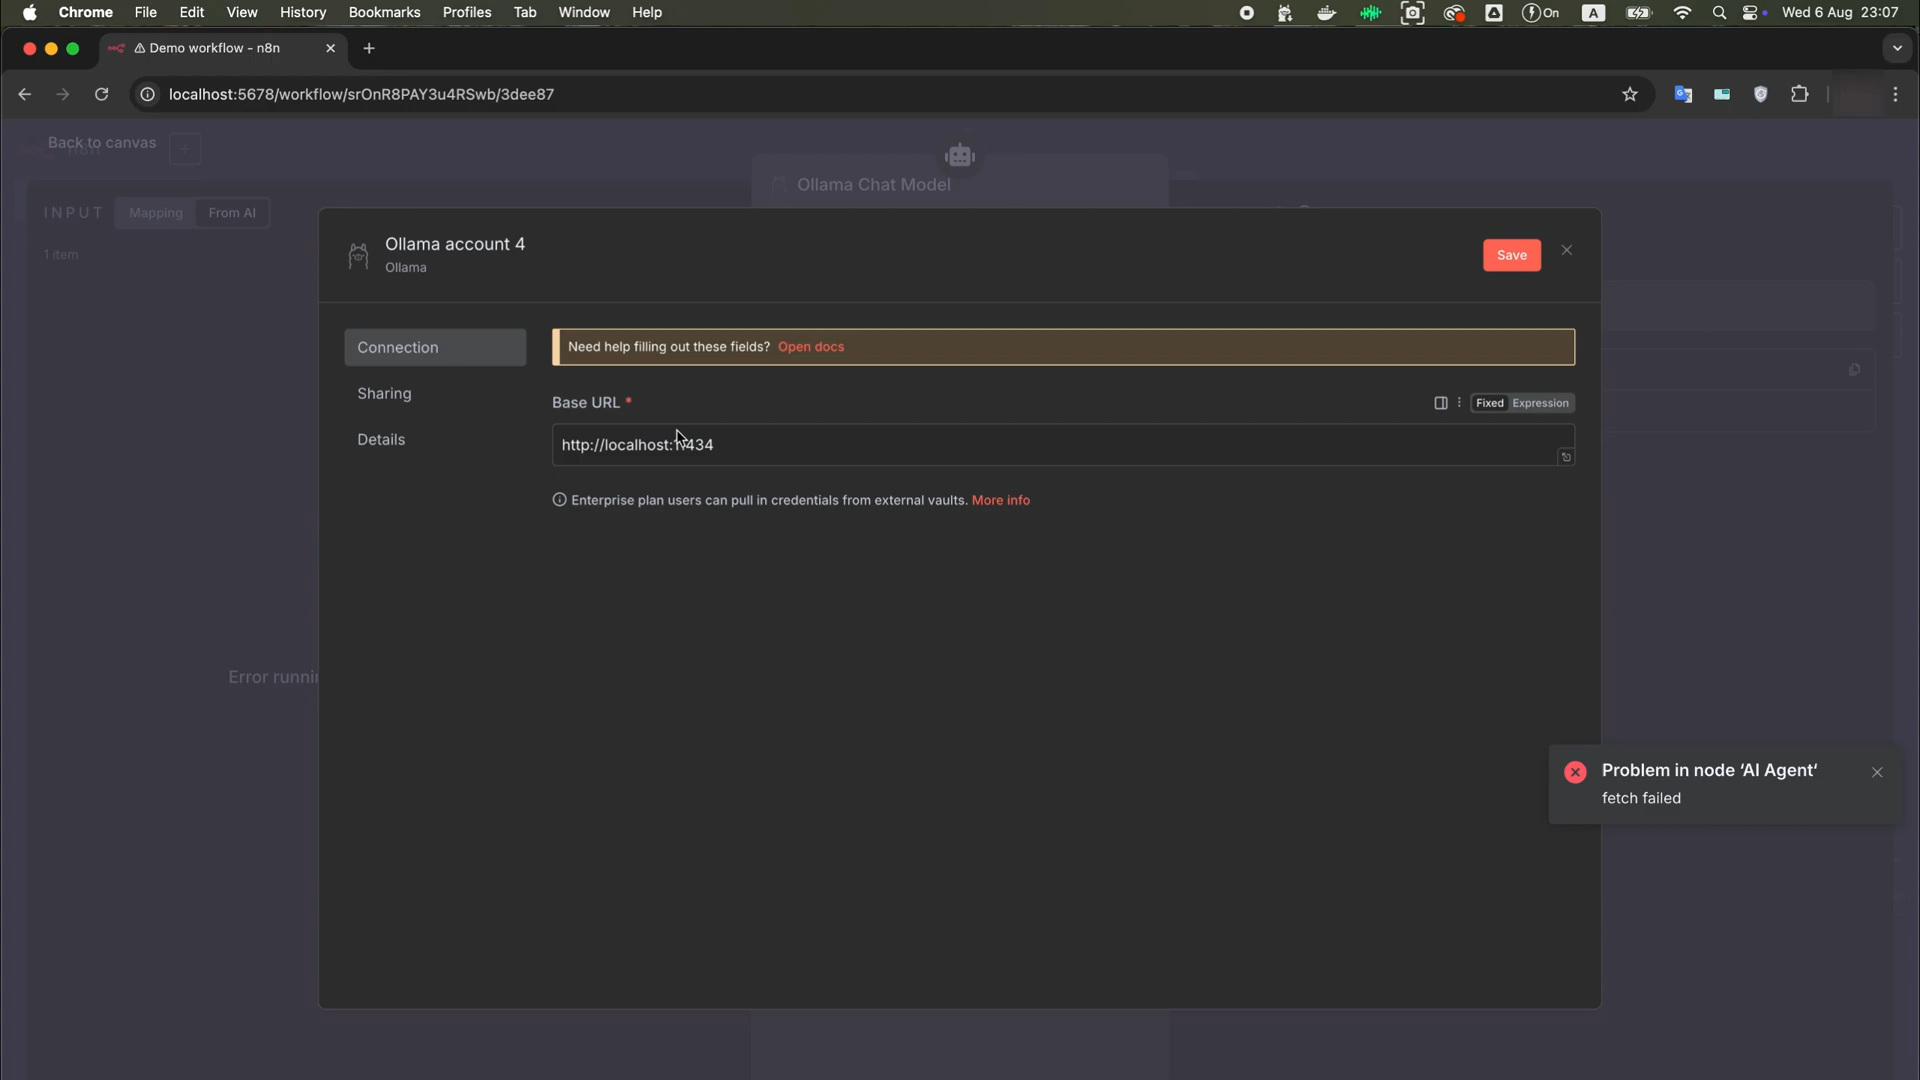 Chrome File Edit View History Bookmarks Profiles Tab Window Help On A Wed 6 Aug 23:07
Demo workflow - n8n
localhost:5678/workflow/srOnR8PAY3u4RSwb/3dee87
Back to canvas
n8n
Ollama Chat Model
INPUT Mapping From AI
1 item
Ollama account 4
Ollama
Save
Connection
Sharing
Details
Need help filling out these fields? Open docs
Base URL *
Fixed Expression
http://localhost:11434
Enterprise plan users can pull in credentials from external vaults. More info
Error runnin
Problem in node ‘AI Agent‘
fetch failed